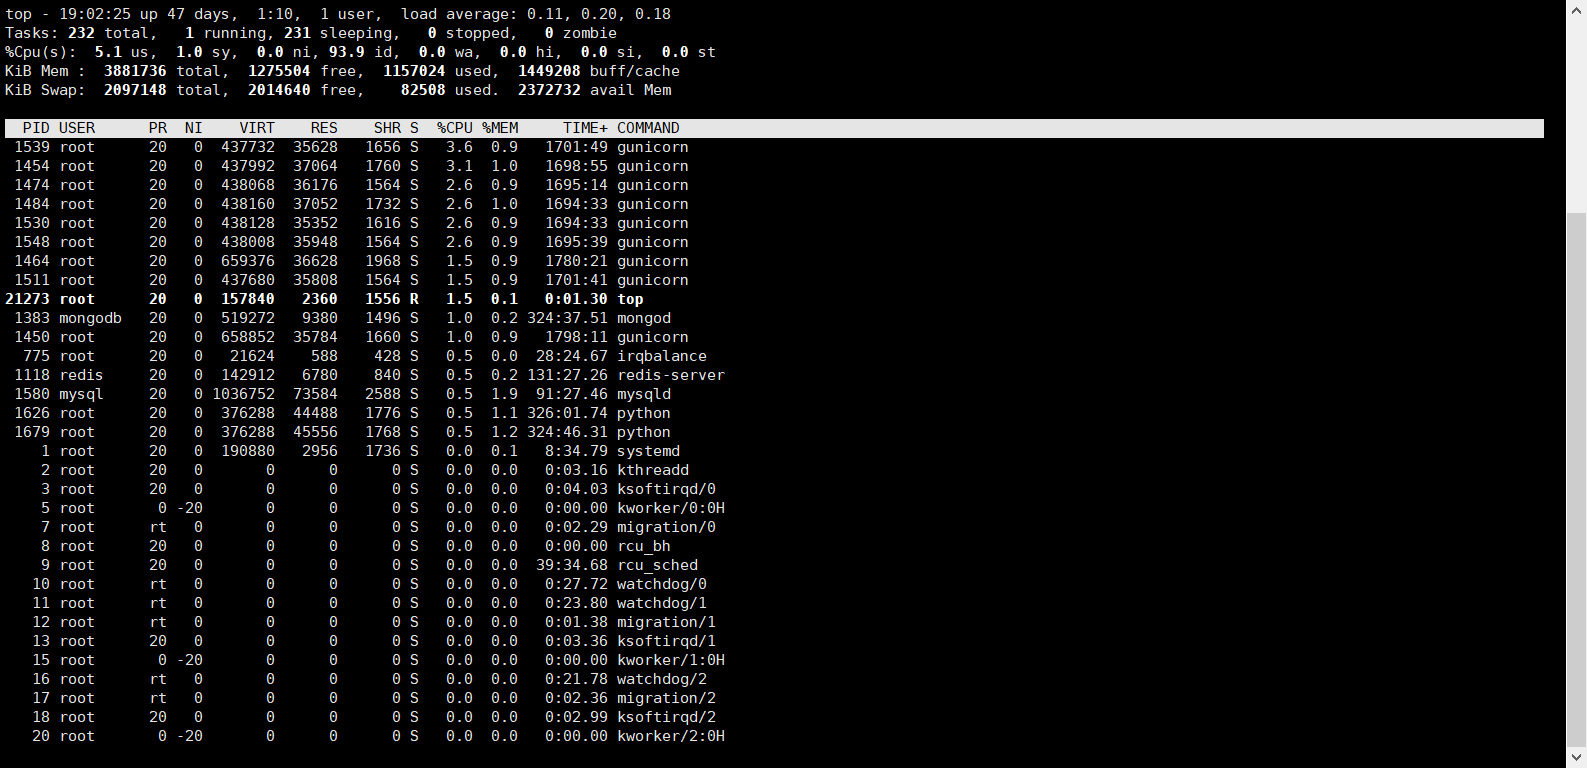 top - 19:02:25 up 47 days,  1:10,  1 user,  load average: 0.11, 0.20, 0.18
Tasks: 232 total,   1 running, 231 sleeping,   0 stopped,   0 zombie
%Cpu(s):  5.1 us,  1.0 sy,  0.0 ni, 93.9 id,  0.0 wa,  0.0 hi,  0.0 si,  0.0 st
KiB Mem :  3881736 total,  1275504 free,  1157024 used,  1449208 buff/cache
KiB Swap:  2097148 total,  2014640 free,    82508 used.  2372732 avail Mem
  PID USER      PR  NI    VIRT    RES    SHR S  %CPU %MEM     TIME+ COMMAND
 1539 root      20   0  437732  35628   1656 S   3.6  0.9   1701:49 gunicorn
 1454 root      20   0  437992  37064   1760 S   3.1  1.0   1698:55 gunicorn
 1474 root      20   0  438068  36176   1564 S   2.6  0.9   1695:14 gunicorn
 1484 root      20   0  438160  37052   1732 S   2.6  1.0   1694:33 gunicorn
 1530 root      20   0  438128  35352   1616 S   2.6  0.9   1694:33 gunicorn
 1548 root      20   0  438008  35948   1564 S   2.6  0.9   1695:39 gunicorn
 1464 root      20   0  659376  36628   1968 S   1.5  0.9   1780:21 gunicorn
 1511 root      20   0  437680  35808   1564 S   1.5  0.9   1701:41 gunicorn
21273 root      20   0  157840   2360   1556 R   1.5  0.1   0:01.30 top
 1383 mongodb   20   0  519272   9380   1496 S   1.0  0.2 324:37.51 mongod
 1450 root      20   0  658852  35784   1660 S   1.0  0.9   1798:11 gunicorn
  775 root      20   0   21624    588    428 S   0.5  0.0  28:24.67 irqbalance
 1118 redis     20   0  142912   6780    840 S   0.5  0.2 131:27.26 redis-server
 1580 mysql     20   0 1036752  73584   2588 S   0.5  1.9  91:27.46 mysqld
 1626 root      20   0  376288  44488   1776 S   0.5  1.1 326:01.74 python
 1679 root      20   0  376288  45556   1768 S   0.5  1.2 324:46.31 python
    1 root      20   0  190880   2956   1736 S   0.0  0.1   8:34.79 systemd
    2 root      20   0       0      0      0 S   0.0  0.0   0:03.16 kthreadd
    3 root      20   0       0      0      0 S   0.0  0.0   0:04.03 ksoftirqd/0
    5 root       0 -20       0      0      0 S   0.0  0.0   0:00.00 kworker/0:0H
    7 root      rt   0       0      0      0 S   0.0  0.0   0:02.29 migration/0
    8 root      20   0       0      0      0 S   0.0  0.0   0:00.00 rcu_bh
    9 root      20   0       0      0      0 S   0.0  0.0  39:34.68 rcu_sched
   10 root      rt   0       0      0      0 S   0.0  0.0   0:27.72 watchdog/0
   11 root      rt   0       0      0      0 S   0.0  0.0   0:23.80 watchdog/1
   12 root      rt   0       0      0      0 S   0.0  0.0   0:01.38 migration/1
   13 root      20   0       0      0      0 S   0.0  0.0   0:03.36 ksoftirqd/1
   15 root       0 -20       0      0      0 S   0.0  0.0   0:00.00 kworker/1:0H
   16 root      rt   0       0      0      0 S   0.0  0.0   0:21.78 watchdog/2
   17 root      rt   0       0      0      0 S   0.0  0.0   0:02.36 migration/2
   18 root      20   0       0      0      0 S   0.0  0.0   0:02.99 ksoftirqd/2
   20 root       0 -20       0      0      0 S   0.0  0.0   0:00.00 kworker/2:0H